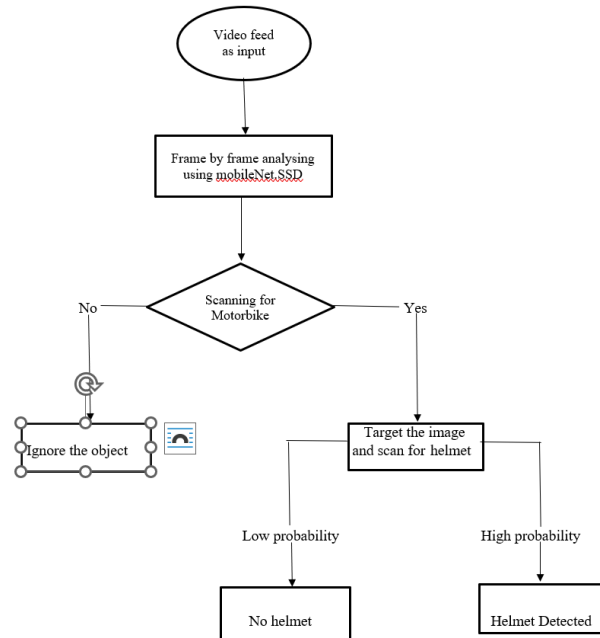 Video feed
as input
Frame by frame analysing
using mobileNet,SSD
Scanning for
Motorbike
No
Yes
Ignore the object
Target the image
and scan for helmet
Low probability
High probability
No helmet
Helmet Detected